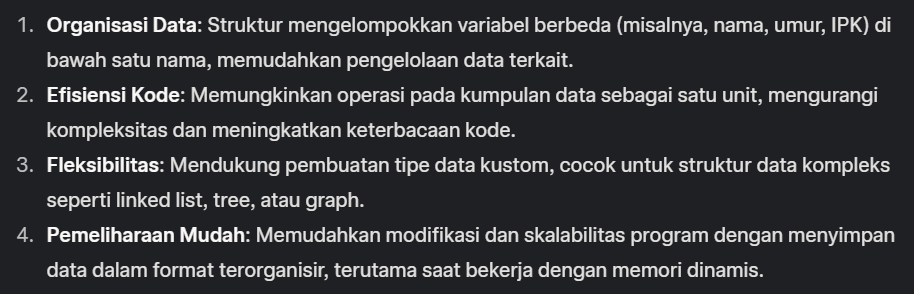 1. Organisasi Data: Struktur mengelompokkan variabel berbeda (misalnya, nama, umur, IPK) di
bawah satu nama, memudahkan pengelolaan data terkait.
2. Efisiensi Kode: Memungkinkan operasi pada kumpulan data sebagai satu unit, mengurangi
kompleksitas dan meningkatkan keterbacaan kode.
3. Fleksibilitas: Mendukung pembuatan tipe data kustom, cocok untuk struktur data kompleks
seperti linked list, tree, atau graph.
4. Pemeliharaan Mudah: Memudahkan modifikasi dan skalabilitas program dengan menyimpan
data dalam format terorganisir, terutama saat bekerja dengan memori dinamis.